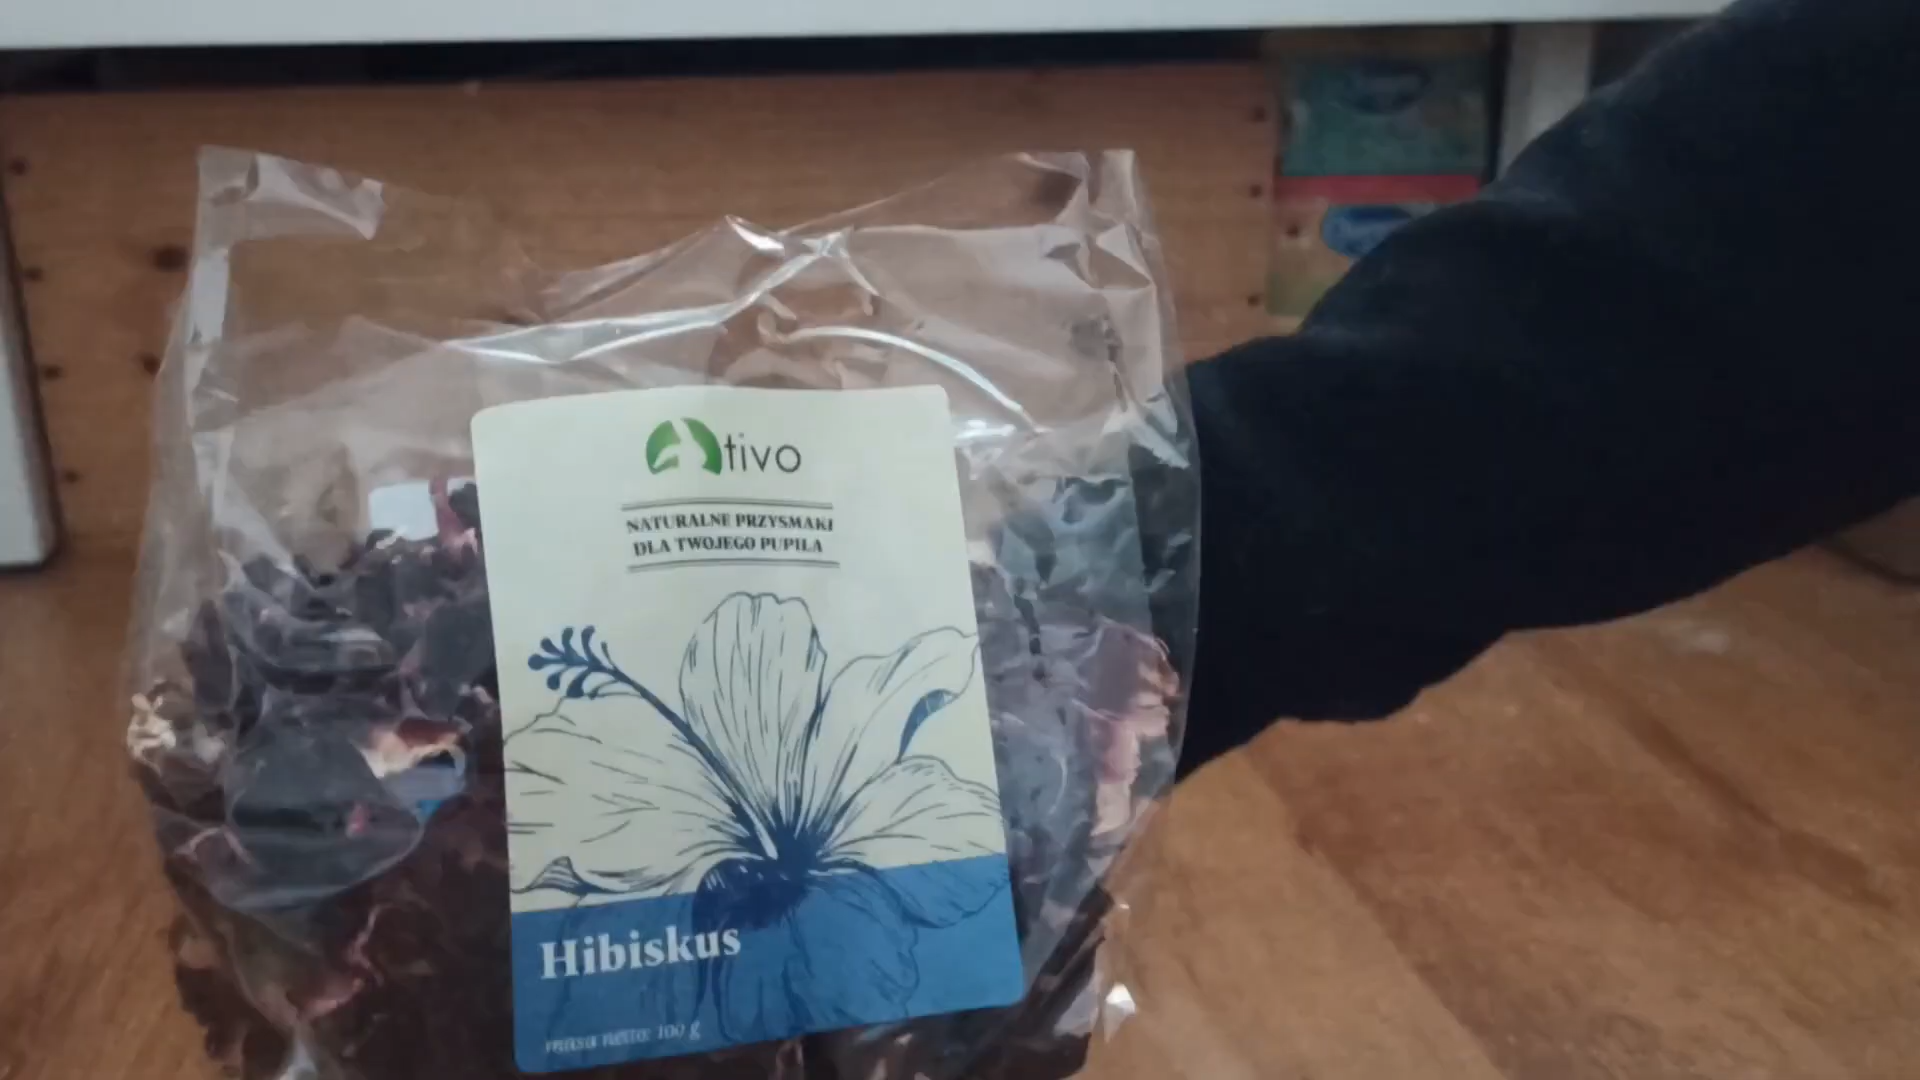 tivo
NATURALNE PRZYSMAKI
DLA TWOJEGO PUPILA
Hibiskus
masa netto: 100 g